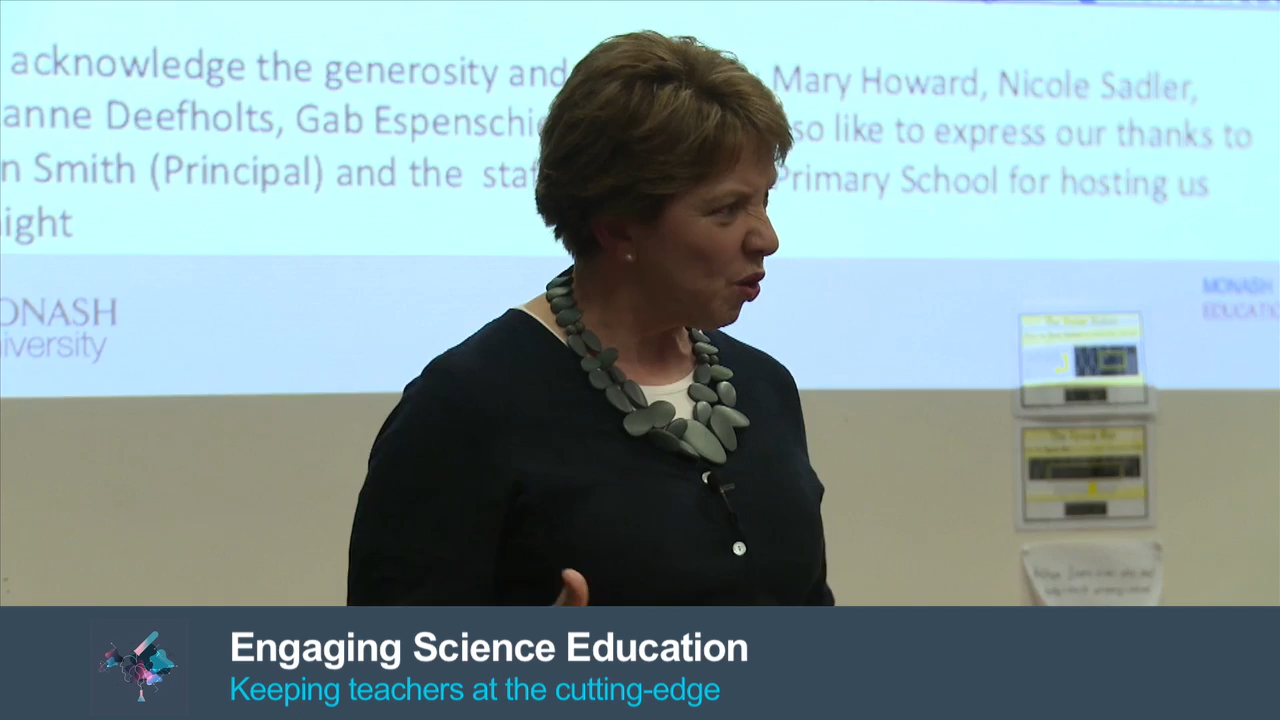 acknowledge the generosity and Mary Howard, Nicole Sadler,
anne Deefholts, Gab Espenschi so like to express our thanks to
n Smith (Principal) and the staf Primary School for hosting us
ight
ONASH
iversity
MONASH
EDUCATI
Engaging Science Education
Keeping teachers at the cutting-edge